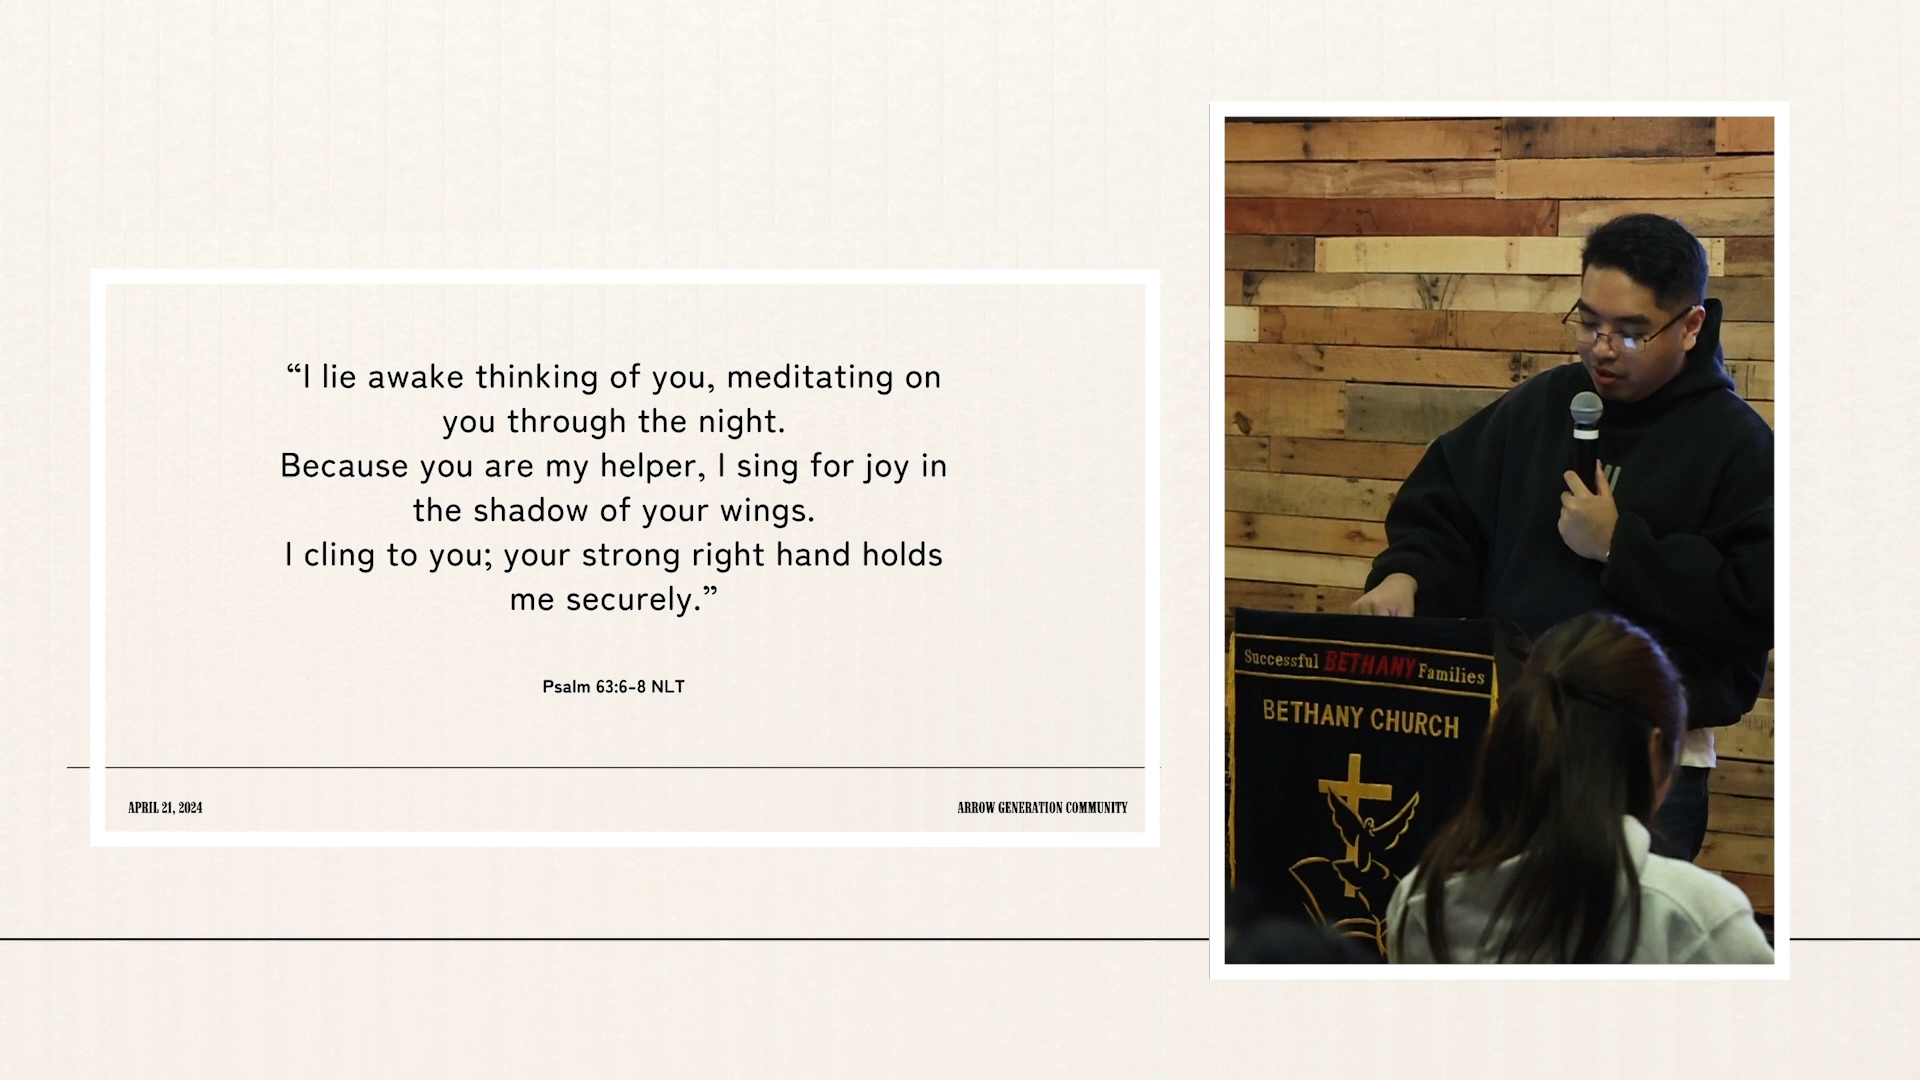 “I lie awake thinking of you, meditating on
you through the night.
Because you are my helper, I sing for joy in
the shadow of your wings.
I cling to you; your strong right hand holds
me securely.”
Psalm 63:6-8 NLT
APRIL 21, 2024
ARROW GENERATION COMMUNITY
Successful BETHANY Families
BETHANY CHURCH